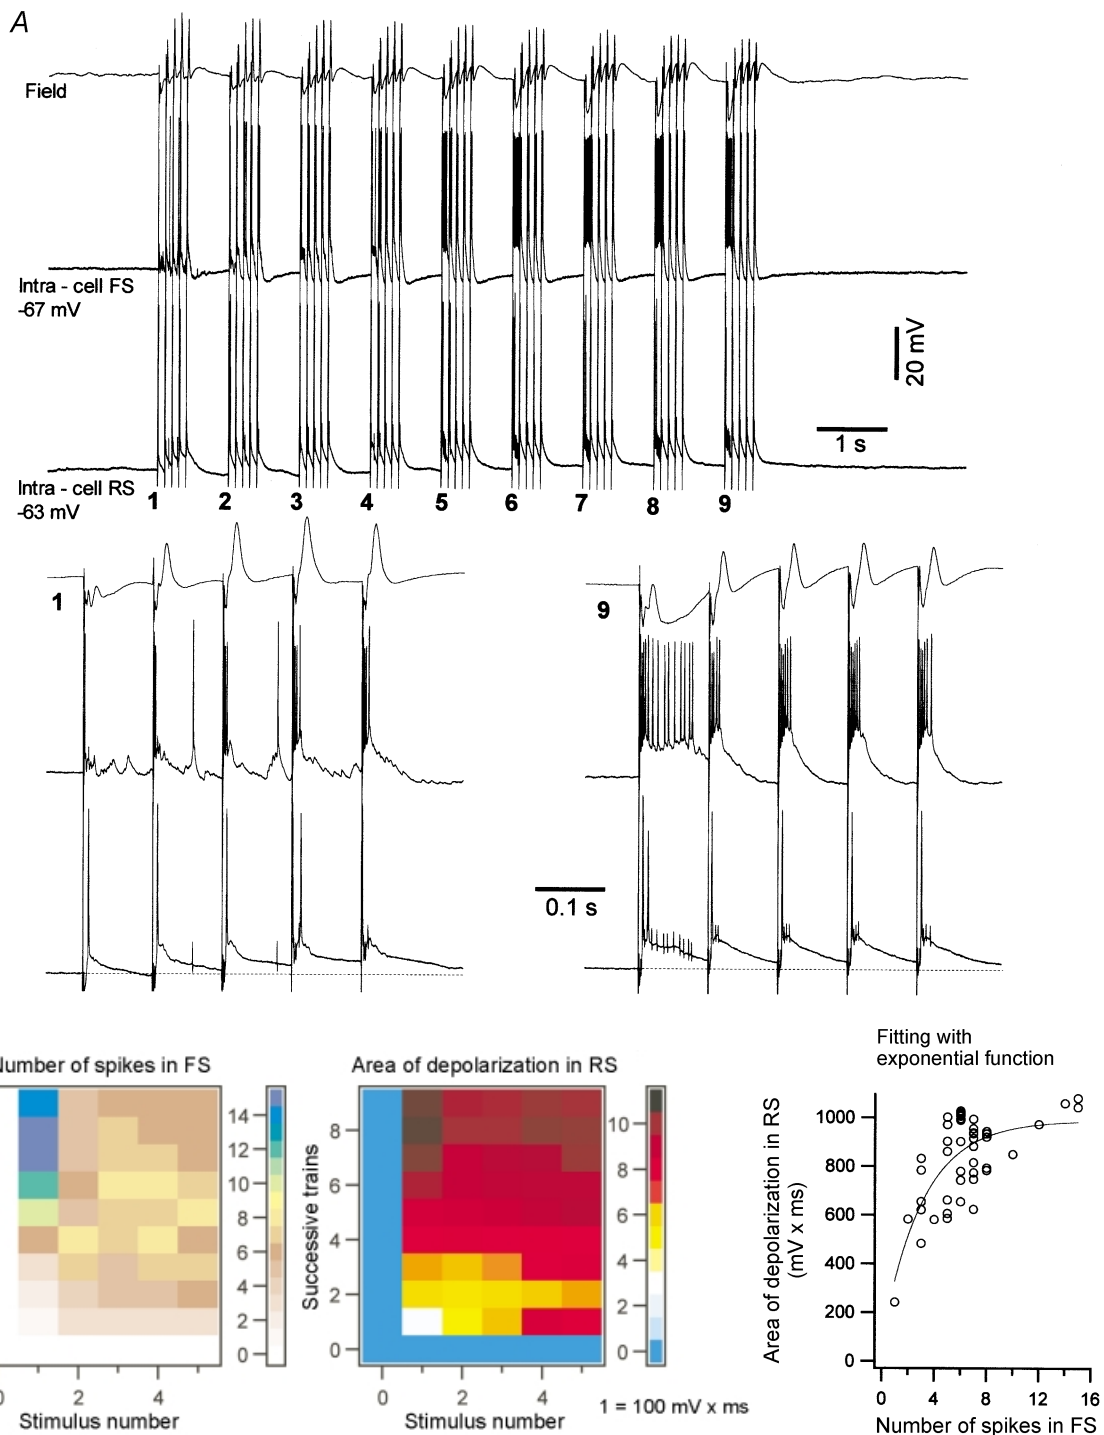 A
Field
Intra - cell FS
-67 mV
20 mV
1 s
Intra - cell RS
-63 mV
1 2 3 4 5 6 7 8 9
1
9
0.1 s
Number of spikes in FS
14
12
10
8
6
4
2
0
0 2 4
Stimulus number
Area of depolarization in RS
Successive trains
8
6
4
2
0
0 2 4
Stimulus number
10
8
6
4
2
0
1 = 100 mV x ms
Fitting with
exponential function
Area of depolarization in RS
(mV x ms)
1000
800
600
400
200
0
0 4 8 12 16
Number of spikes in FS